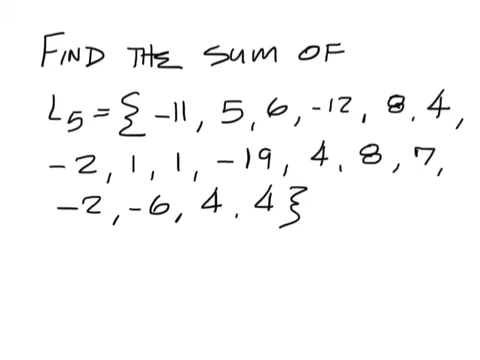 FIND THE SUM OF
L5 = { -11, 5, 6, -12, 8, 4,
-2, 1, 1, -19, 4, 8, 7,
-2, -6, 4, 4 }